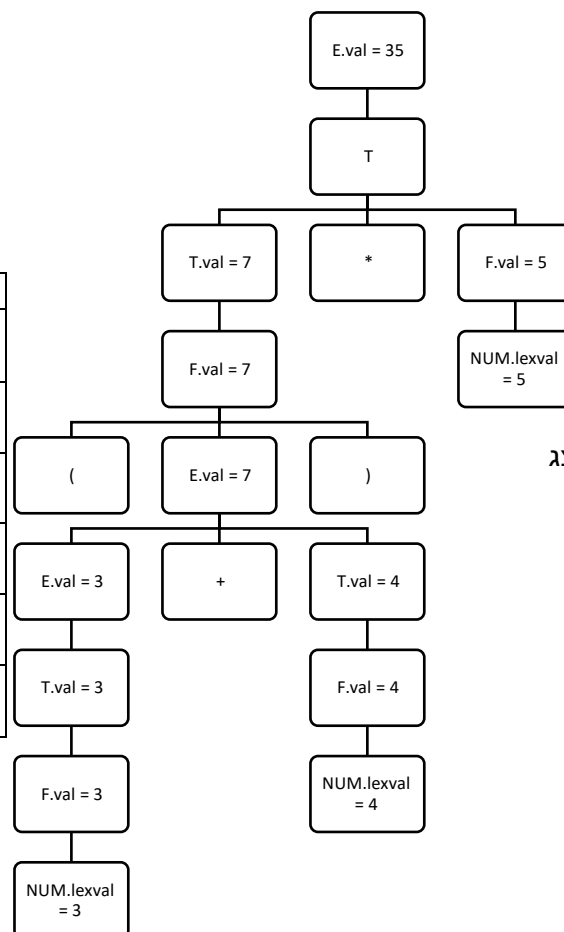 E.val = 35
T
T.val = 7
*
F.val = 5
F.val = 7
NUM.lexval
= 5
(
E.val = 7
)
E.val = 3
+
T.val = 4
T.val = 3
F.val = 4
F.val = 3
NUM.lexval
= 4
NUM.lexval
= 3